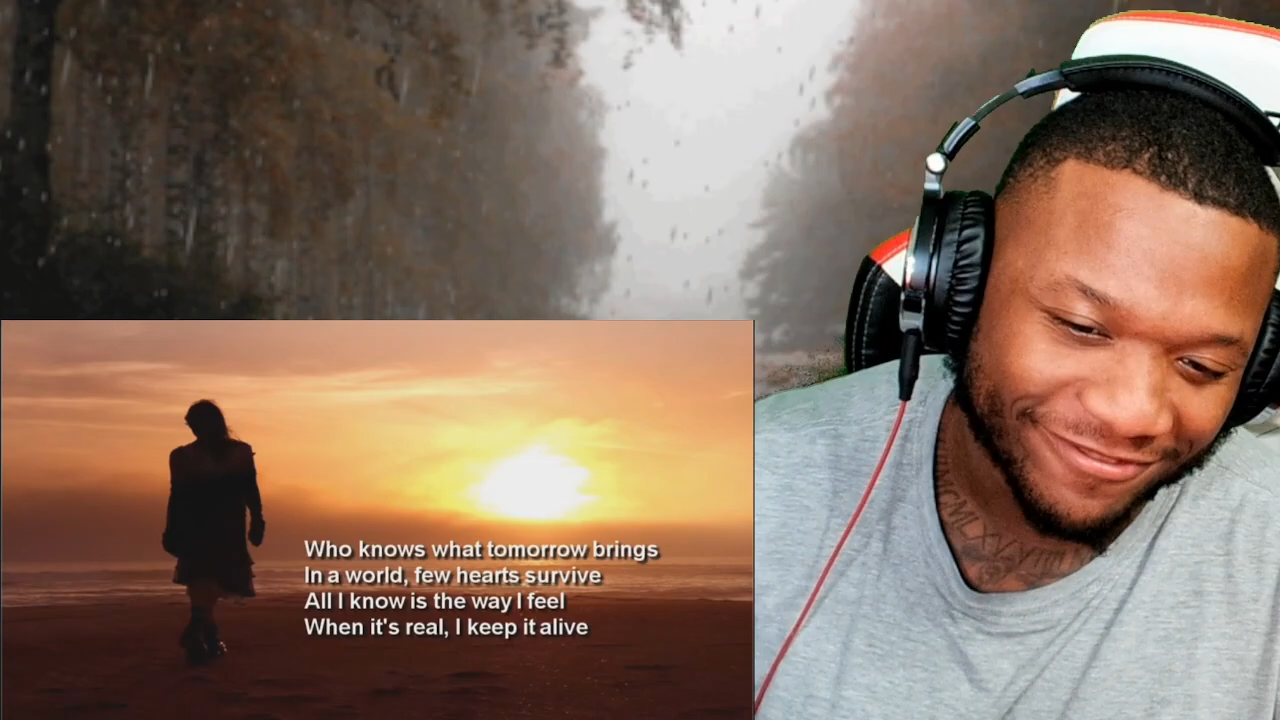 Who knows what tomorrow brings
In a world, few hearts survive
All I know is the way I feel
When it's real, I keep it alive